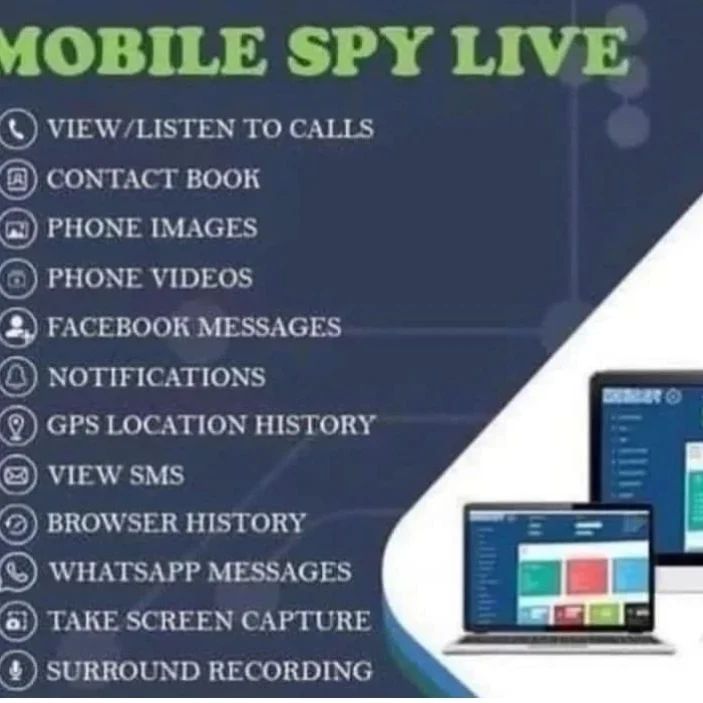 MOBILE SPY LIVE
VIEW/LISTEN TO CALLS
CONTACT BOOK
PHONE IMAGES
PHONE VIDEOS
FACEBOOK MESSAGES
NOTIFICATIONS
GPS LOCATION HISTORY
VIEW SMS
BROWSER HISTORY
WHATSAPP MESSAGES
TAKE SCREEN CAPTURE
SURROUND RECORDING